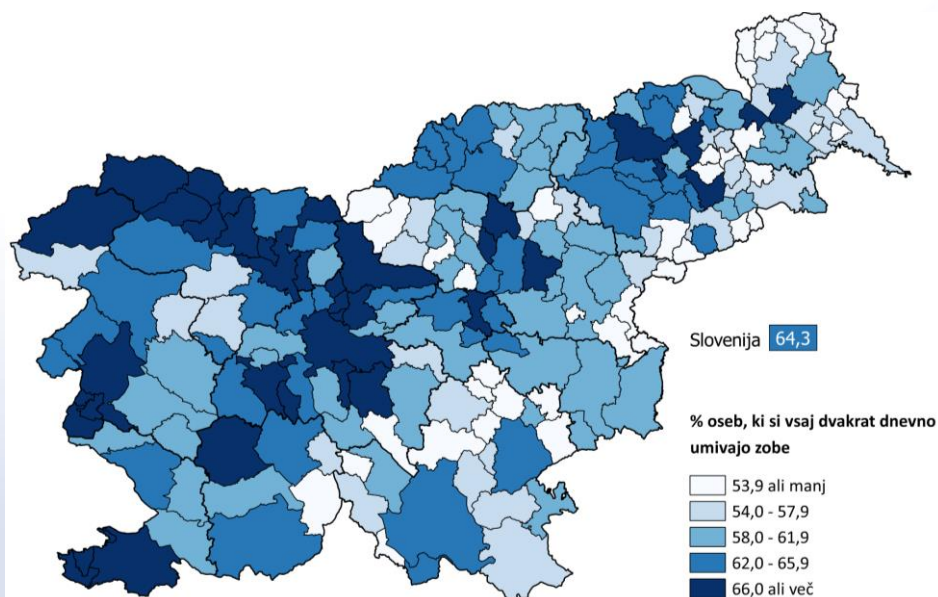 Slovenija 64,3
% oseb, ki si vsaj dvakrat dnevno
umivajo zobe
53,9 ali manj
54,0 - 57,9
58,0 - 61,9
62,0 - 65,9
66,0 ali več